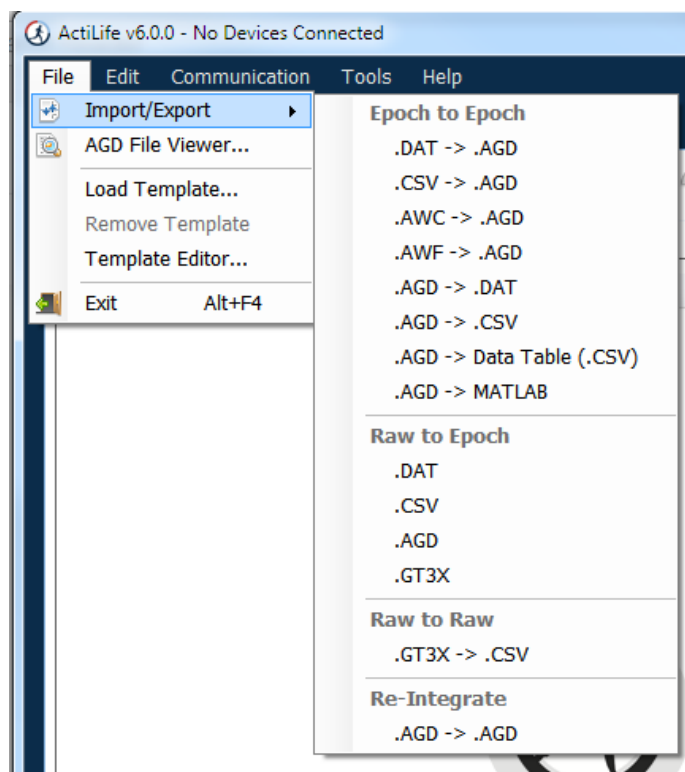 ActiLife v6.0.0 - No Devices Connected
File Edit Communication Tools Help
Import/Export
AGD File Viewer...
Load Template...
Remove Template
Template Editor...
Exit Alt+F4
Epoch to Epoch
.DAT -> .AGD
.CSV -> .AGD
.AWC -> .AGD
.AWF -> .AGD
.AGD -> .DAT
.AGD -> .CSV
.AGD -> Data Table (.CSV)
.AGD -> MATLAB
Raw to Epoch
.DAT
.CSV
.AGD
.GT3X
Raw to Raw
.GT3X -> .CSV
Re-Integrate
.AGD -> .AGD